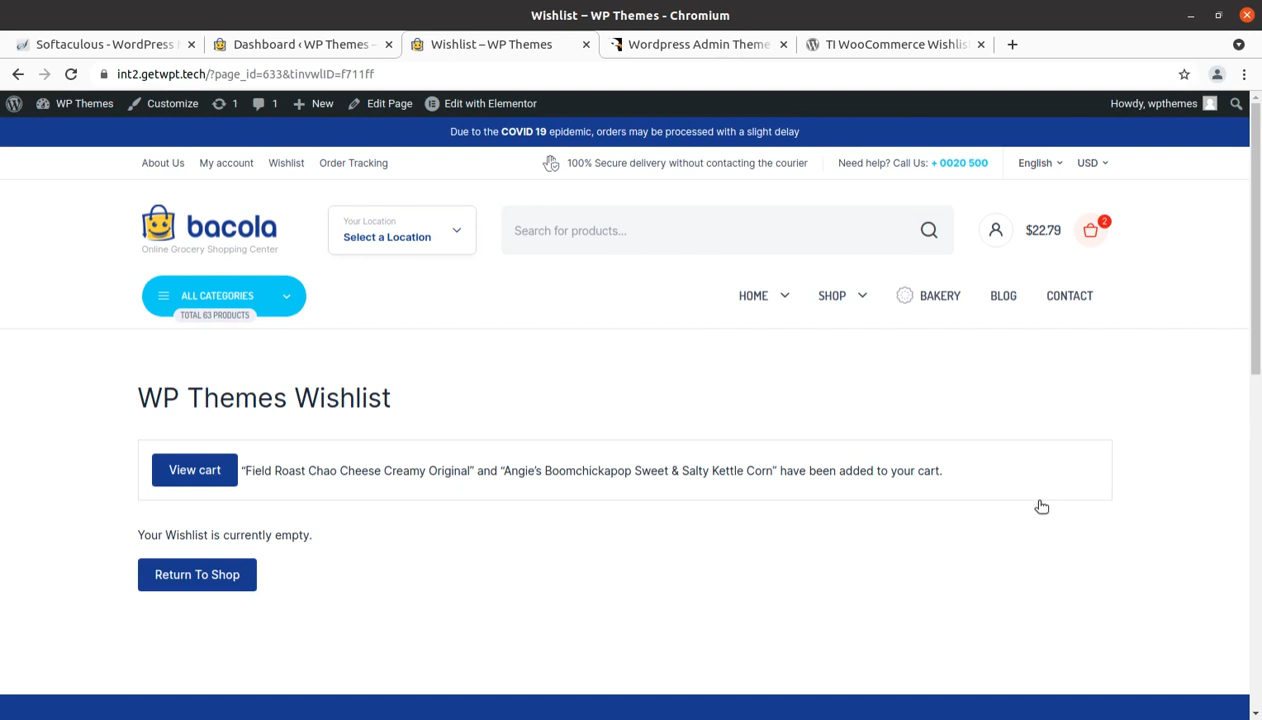 Wishlist – WP Themes - Chromium
Softaculous - WordPress
Dashboard ‹ WP Themes –
Wishlist – WP Themes
Wordpress Admin Theme
TI WooCommerce Wishlis
int2.getwpt.tech/?page_id=633&tinvwlID=f711ff
WP Themes Customize 1 1 New Edit Page Edit with Elementor Howdy, wpthemes
Due to the COVID 19 epidemic, orders may be processed with a slight delay
About Us My account Wishlist Order Tracking 100% Secure delivery without contacting the courier Need help? Call Us: + 0020 500 English USD
bacola
Online Grocery Shopping Center
Your Location
Select a Location
Search for products...
$22.79
2
ALL CATEGORIES
TOTAL 63 PRODUCTS
HOME SHOP BAKERY BLOG CONTACT
WP Themes Wishlist
View cart “Field Roast Chao Cheese Creamy Original” and “Angie’s Boomchickapop Sweet & Salty Kettle Corn” have been added to your cart.
Your Wishlist is currently empty.
Return To Shop